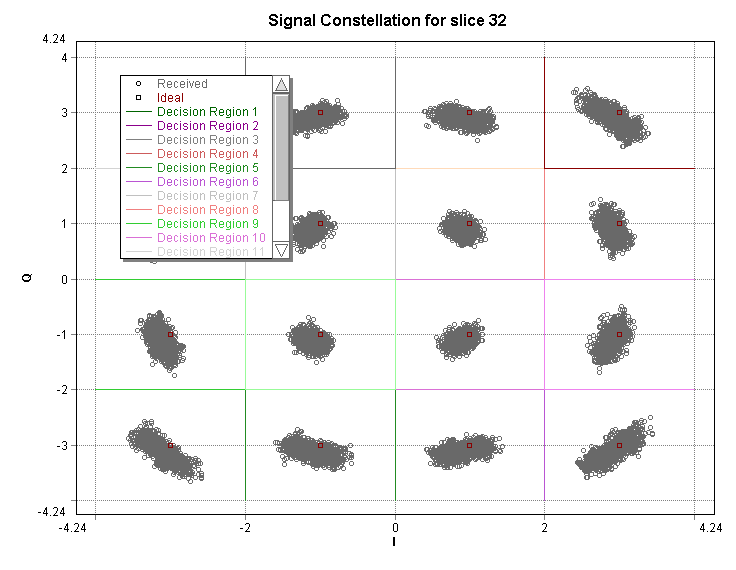 Signal Constellation for slice 32
4.24
4
3
2
1
0
-1
-2
-3
-4.24
Q
Received
Ideal
Decision Region 1
Decision Region 2
Decision Region 3
Decision Region 4
Decision Region 5
Decision Region 6
Decision Region 7
Decision Region 8
Decision Region 9
Decision Region 10
Decision Region 11
-4.24
-2
0
2
4.24
I